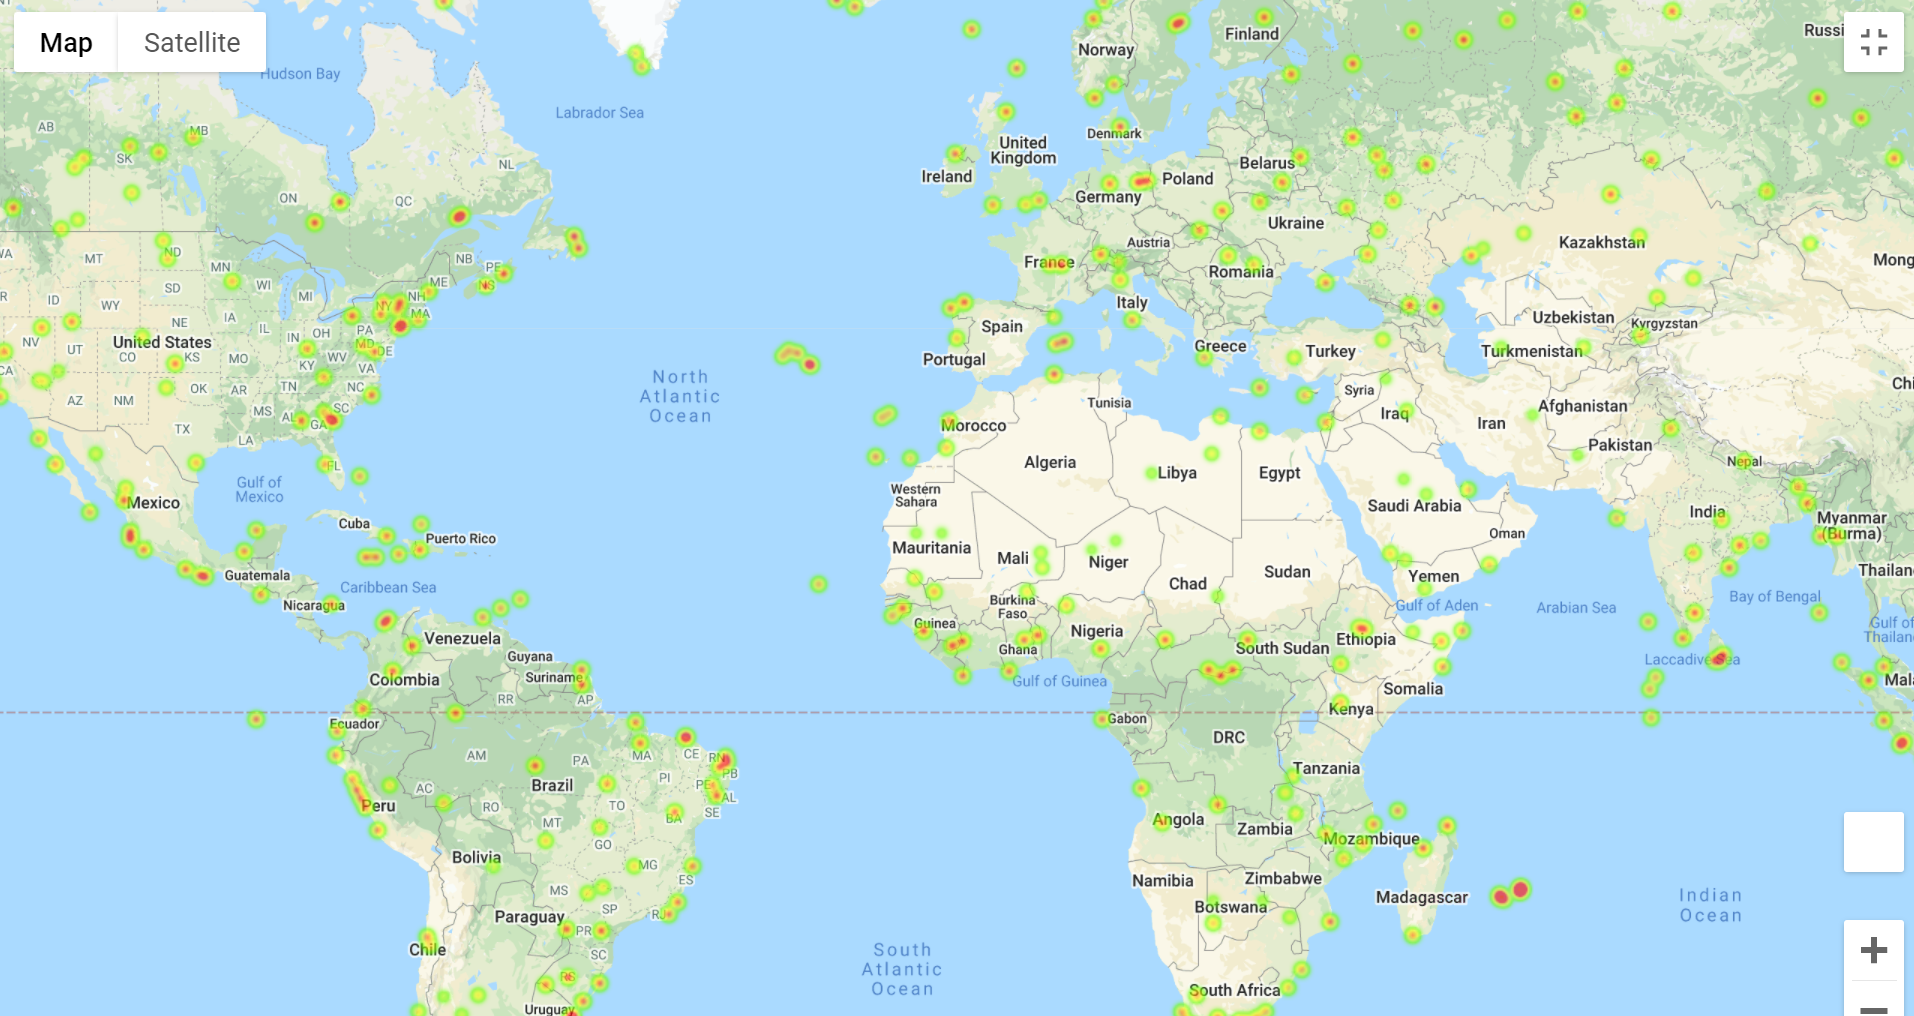 Map
Satellite
Hudson Bay
Labrador Sea
Norway
Finland
Russi
AB
SK
MB
NL
Denmark
United
Kingdom
Ireland
Belarus
Poland
ON
QC
Germany
Ukraine
Austria
Kazakhstan
WA
MT
ND
NB
PE
France
Romania
Mong
MN
NS
SD
WI
ME
ID
WY
MI
NH
NY
MA
Italy
Uzbekistan
Kyrgyzstan
NE
IA
IL
IN
OH
PA
Spain
NV
UT
United States
CO
KS
MO
KY
WV
MD
DE
VA
Portugal
Greece
Turkey
Turkmenistan
CA
North
Atlantic
Ocean
AZ
NM
OK
AR
TN
NC
MS
AL
GA
SC
Tunisia
Syria
Iraq
Iran
Afghanistan
Chi
TX
LA
Morocco
Pakistan
FL
Algeria
Libya
Egypt
Nepal
Gulf of
Mexico
Mexico
Western
Sahara
Saudi Arabia
India
Myanmar
(Burma)
Cuba
Puerto Rico
Oman
Mauritania
Mali
Niger
Chad
Sudan
Thailand
Guatemala
Caribbean Sea
Yemen
Nicaragua
Burkina
Faso
Gulf of Aden
Arabian Sea
Bay of Bengal
Venezuela
Guinea
Nigeria
Ethiopia
Gulf of
Thailand
Guyana
Ghana
South Sudan
Colombia
Suriname
Gulf of Guinea
Laccadive Sea
Somalia
Mala
RR
AP
Ecuador
Gabon
Kenya
DRC
AM
PA
MA
CE
RN
PB
Tanzania
Peru
AC
Brazil
PI
PE
AL
RO
TO
SE
MT
BA
Angola
Zambia
Mozambique
Bolivia
GO
MG
Namibia
Zimbabwe
Madagascar
MS
ES
Indian
Ocean
Paraguay
SP
RJ
Botswana
Chile
PR
SC
South
Atlantic
Ocean
RS
Uruguay
South Africa